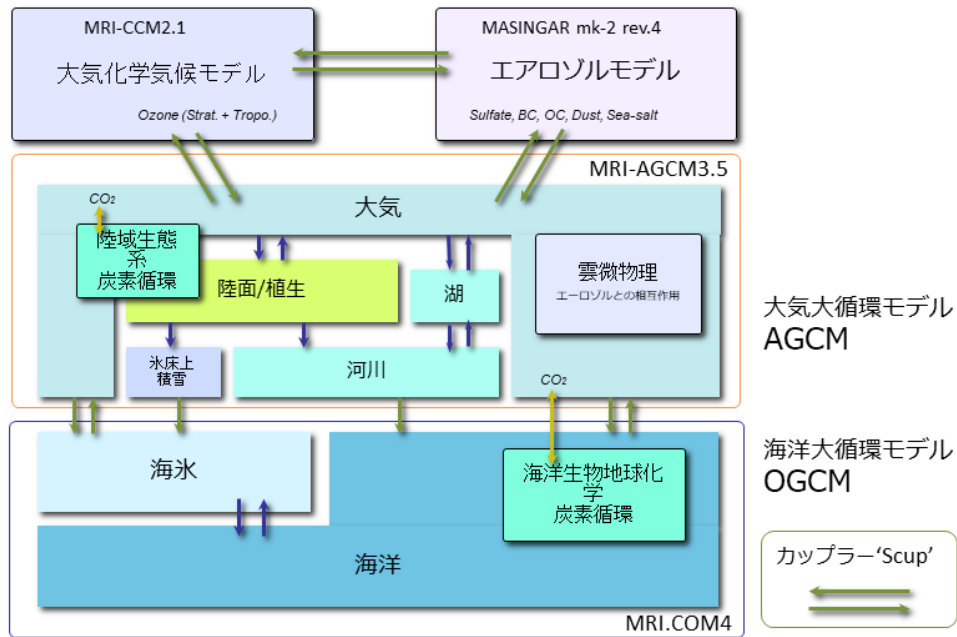 MRI-CCM2.1
大気化学気候モデル
Ozone (Strat. + Tropo.)
MASINGAR mk-2 rev.4
エアロゾルモデル
Sulfate, BC, OC, Dust, Sea-salt
MRI-AGCM3.5
大気
CO2
陸域生態
系
炭素循環
陸面/植生
湖
雲微物理
エーロゾルとの相互作用
氷床上
積雪
河川
CO2
大気大循環モデル
AGCM
海氷
海洋生物地球化
学
炭素循環
海洋
MRI.COM4
海洋大循環モデル
OGCM
カップラー‘Scup’